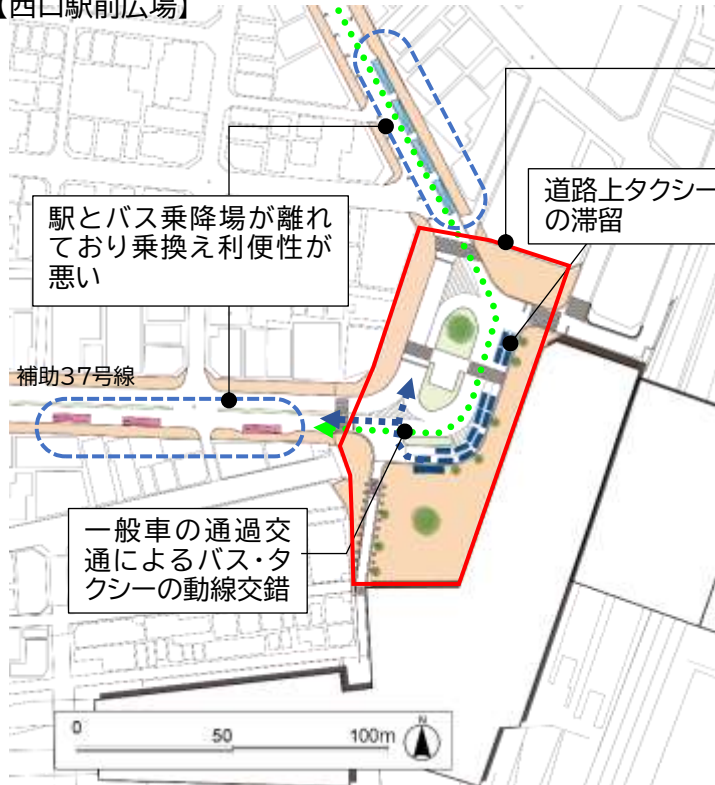 【西口駅前広場】
道路上タクシー
の滞留
駅とバス乗降場が離れ
ており乗換え利便性が
悪い
補助37号線
一般車の通過交
通によるバス・タ
クシーの動線交錯
0 50 100m
N